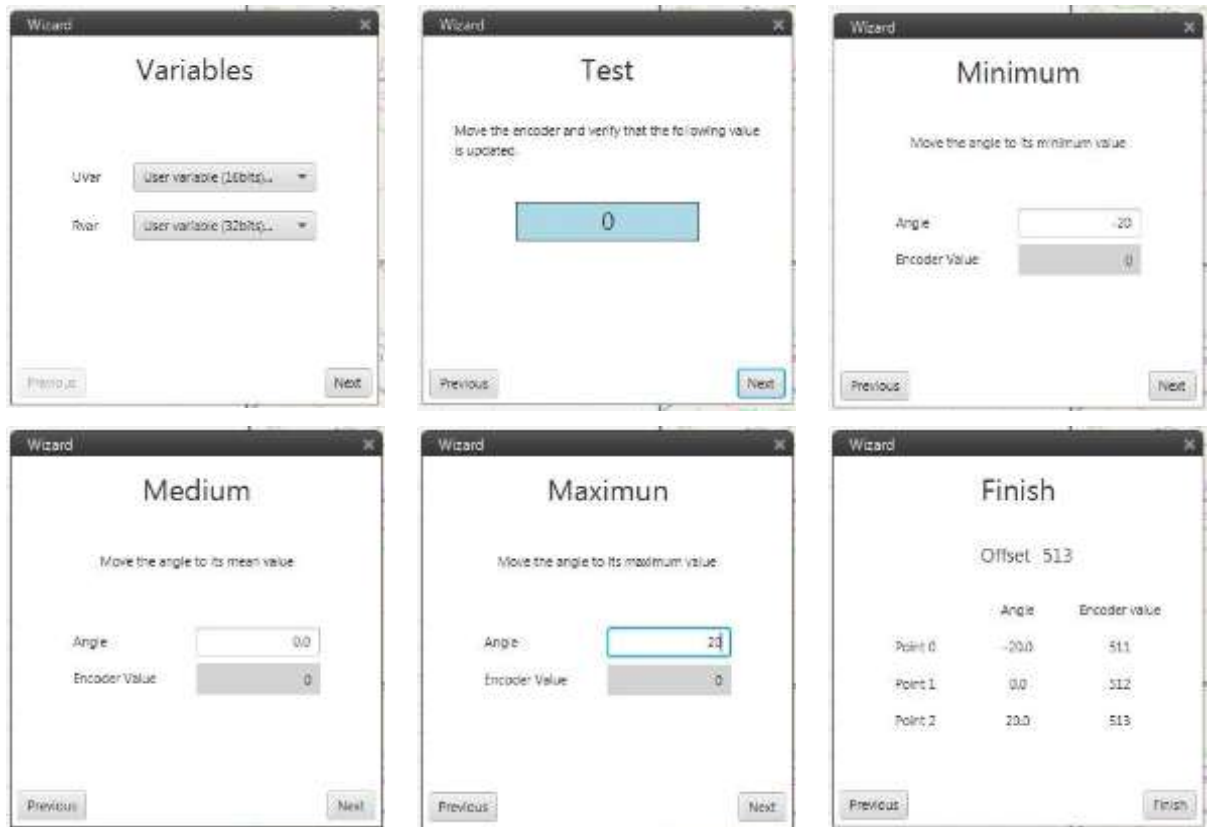 Wizard
Variables
UVar User variable (16bits)...
Rvar User variable (32bits)...
Previous Next
Wizard
Test
Move the encoder and verify that the following value
is updated.
0
Previous Next
Wizard
Minimum
Move the angle to its minimum value
Angle -20
Encoder Value 0
Previous Next
Wizard
Medium
Move the angle to its mean value
Angle 0.0
Encoder Value 0
Previous Next
Wizard
Maximun
Move the angle to its maximum value
Angle 20
Encoder Value 0
Previous Next
Wizard
Finish
Offset 513
Angle Encoder value
Point 0 -20.0 511
Point 1 0.0 512
Point 2 20.0 513
Previous Finish